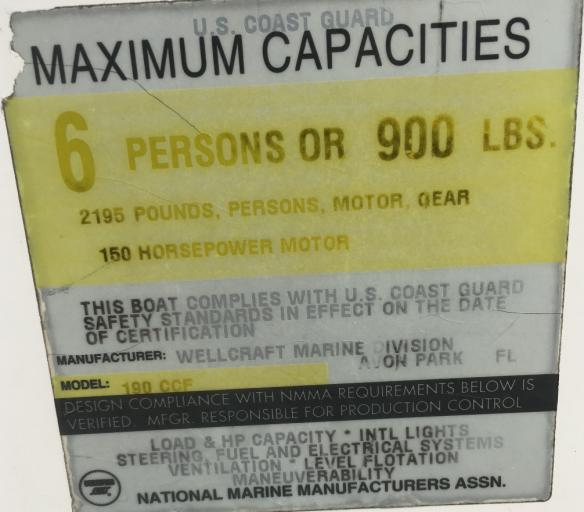 U.S. COAST GUARD
MAXIMUM CAPACITIES
6 PERSONS OR 900 LBS.
2195 POUNDS, PERSONS, MOTOR, GEAR
150 HORSEPOWER MOTOR
THIS BOAT COMPLIES WITH U.S. COAST GUARD
SAFETY STANDARDS IN EFFECT ON THE DATE
OF CERTIFICATION
MANUFACTURER: WELLCRAFT MARINE DIVISION
AVON PARK FL
MODEL: 190 CCF
DESIGN COMPLIANCE WITH NMMA REQUIREMENTS BELOW IS
VERIFIED. MFGR. RESPONSIBLE FOR PRODUCTION CONTROL
LOAD & HP CAPACITY * INTL LIGHTS
STEERING, FUEL AND ELECTRICAL SYSTEMS
VENTILATION * LEVEL FLOTATION
MANEUVERABILITY
NATIONAL MARINE MANUFACTURERS ASSN.